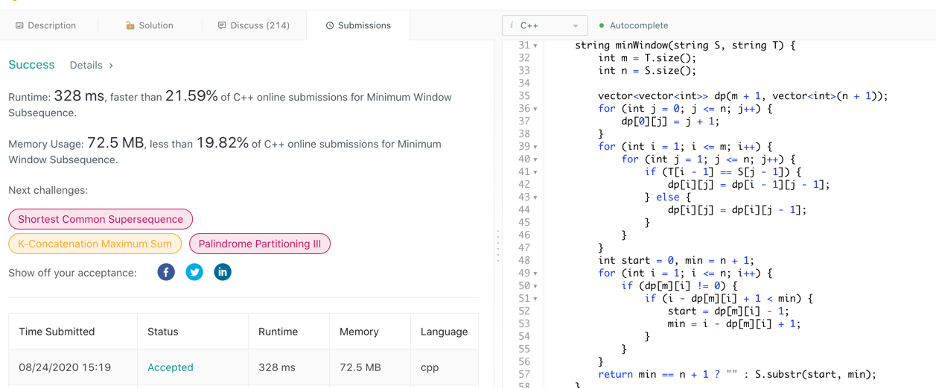 Description
Solution
Discuss (214)
Submissions
Success Details >
Runtime: 328 ms, faster than 21.59% of C++ online submissions for Minimum Window
Subsequence.
Memory Usage: 72.5 MB, less than 19.82% of C++ online submissions for Minimum
Window Subsequence.
Next challenges:
Shortest Common Supersequence
K-Concatenation Maximum Sum Palindrome Partitioning III
Show off your acceptance:
Time Submitted Status Runtime Memory Language
08/24/2020 15:19 Accepted 328 ms 72.5 MB cpp
i C++ Autocomplete
31 string minWindow(string S, string T) {
32 int m = T.size();
33 int n = S.size();
34
35 vector<vector<int>> dp(m + 1, vector<int>(n + 1));
36 for (int j = 0; j <= n; j++) {
37 dp[0][j] = j + 1;
38 }
39 for (int i = 1; i <= m; i++) {
40 for (int j = 1; j <= n; j++) {
41 if (T[i - 1] == S[j - 1]) {
42 dp[i][j] = dp[i - 1][j - 1];
43 } else {
44 dp[i][j] = dp[i][j - 1];
45 }
46 }
47 }
48 int start = 0, min = n + 1;
49 for (int i = 1; i <= n; i++) {
50 if (dp[m][i] != 0) {
51 if (i - dp[m][i] + 1 < min) {
52 start = dp[m][i] - 1;
53 min = i - dp[m][i] + 1;
54 }
55 }
56 }
57 return min == n + 1 ? "" : S.substr(start, min);
58 }